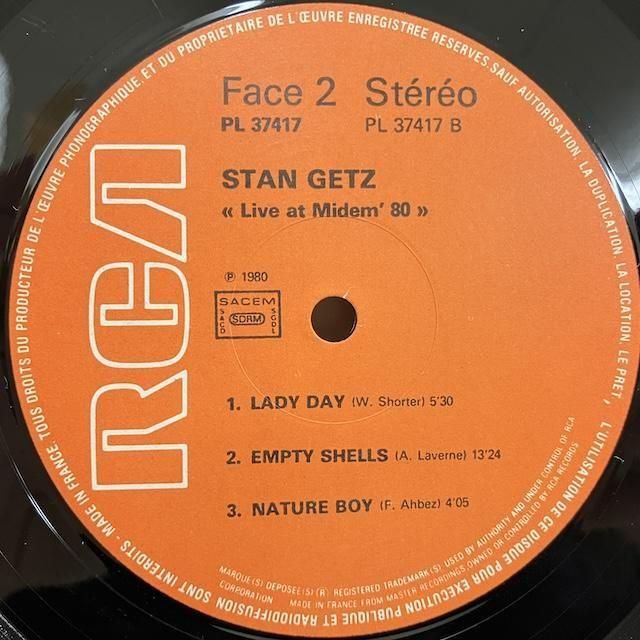 Face 2 Stéréo
PL 37417 PL 37417 B
STAN GETZ
« Live at Midem' 80 »
℗ 1980
SACEM
SACD SDRM SGDL
1. LADY DAY (W. Shorter) 5'30
2. EMPTY SHELLS (A. Laverne) 13'24
3. NATURE BOY (F. Ahbez) 4'05
RCA
MADE IN FRANCE. TOUS DROITS DU PRODUCTEUR DE L'ŒUVRE PHONOGRAPHIQUE ET DU PROPRIETAIRE DE L'ŒUVRE ENREGISTREE RESERVES. SAUF AUTORISATION, LA DUPLICATION, LA LOCATION, LE PRET, L'UTILISATION DE CE DISQUE POUR EXECUTION PUBLIQUE ET RADIODIFFUSION SONT INTERDITS -
MARQUE(S) DEPOSEE(S) (R) REGISTERED TRADEMARK(S) USED BY AUTHORITY AND UNDER CONTROL OF RCA
CORPORATION MADE IN FRANCE FROM MASTER RECORDINGS OWNED OR CONTROLLED BY RCA RECORDS